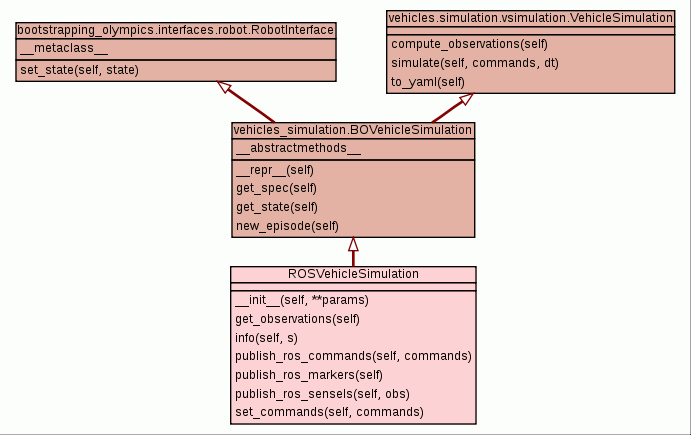 bootstrapping_olympics.interfaces.robot.RobotInterface
__metaclass__
set_state(self, state)
vehicles.simulation.vsimulation.VehicleSimulation
compute_observations(self)
simulate(self, commands, dt)
to_yaml(self)
vehicles_simulation.BOVehicleSimulation
__abstractmethods__
__repr__(self)
get_spec(self)
get_state(self)
new_episode(self)
ROSVehicleSimulation
__init__(self, **params)
get_observations(self)
info(self, s)
publish_ros_commands(self, commands)
publish_ros_markers(self)
publish_ros_sensels(self, obs)
set_commands(self, commands)